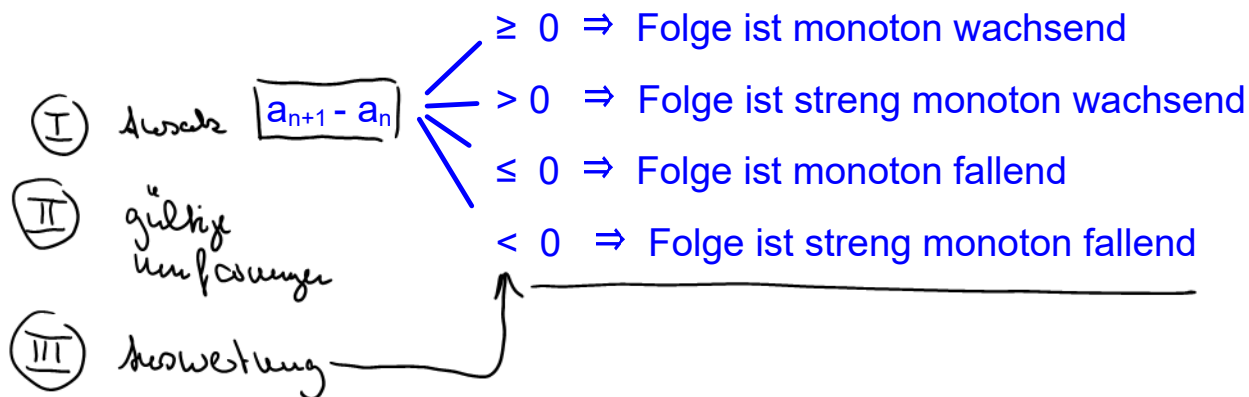 ≥ 0 ⇒ Folge ist monoton wachsend
I Ansatz aₙ₊₁ - aₙ > 0 ⇒ Folge ist streng monoton wachsend
≤ 0 ⇒ Folge ist monoton fallend
II gültige
Umformungen
< 0 ⇒ Folge ist streng monoton fallend
III Auswertung